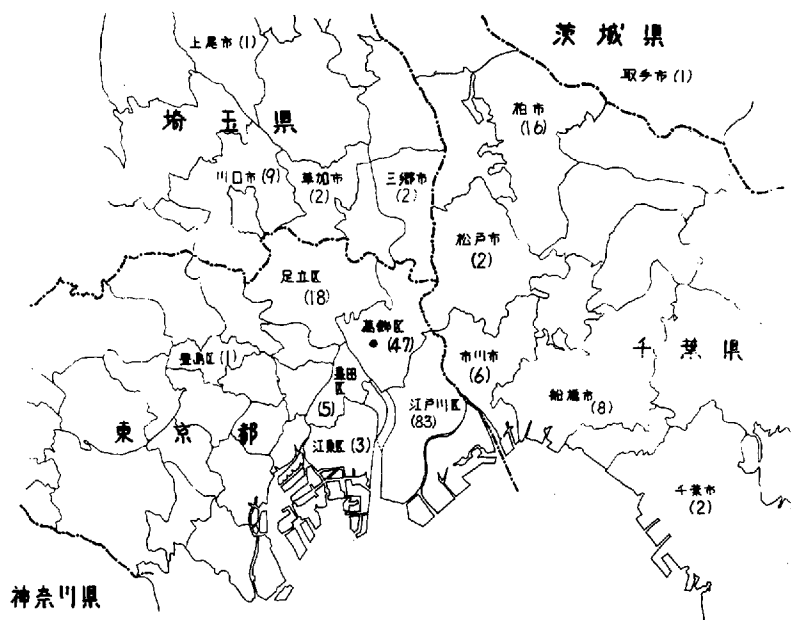 茨城県
上尾市(1)
取手市(1)
柏市
(16)
埼玉県
川口市(9)
草加市
(2)
三郷市
(2)
松戸市
(2)
足立区
(18)
葛飾区
(47)
千葉県
豊島区(1)
墨田
区
(5)
市川市
(6)
船橋市
(8)
江戸川区
(83)
東京都
江東区(3)
千葉市
(2)
神奈川県